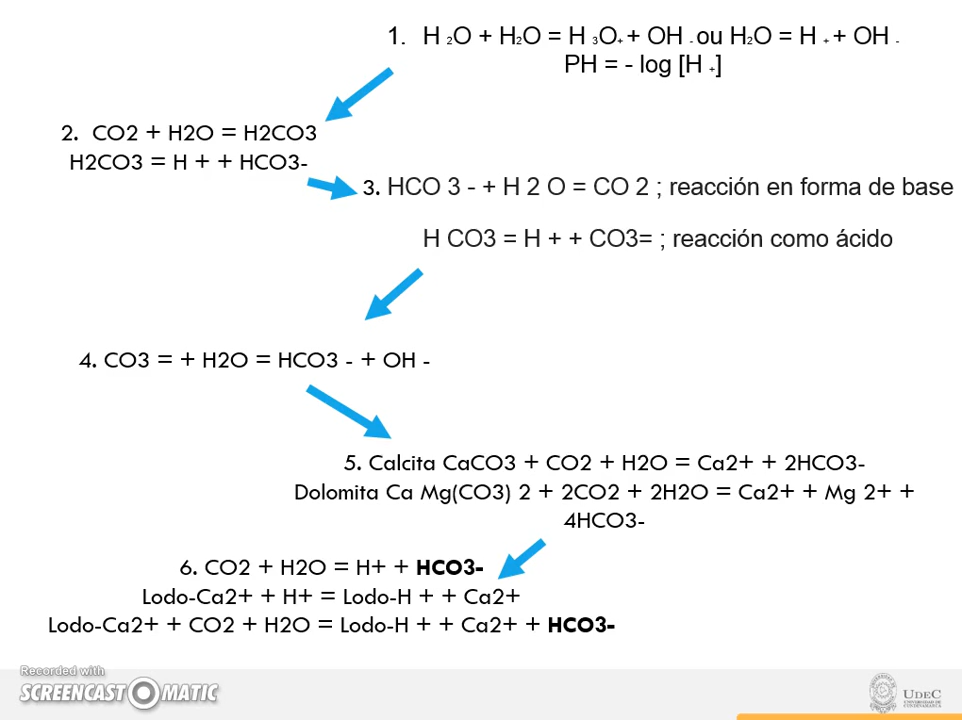 1. H 2O + H2O = H 3O+ + OH - ou H2O = H + + OH -
PH = - log [H +]
2. CO2 + H2O = H2CO3
H2CO3 = H + + HCO3-
3. HCO 3 - + H 2 O = CO 2 ; reacción en forma de base
H CO3 = H + + CO3= ; reacción como ácido
4. CO3 = + H2O = HCO3 - + OH -
5. Calcita CaCO3 + CO2 + H2O = Ca2+ + 2HCO3-
Dolomita Ca Mg(CO3) 2 + 2CO2 + 2H2O = Ca2+ + Mg 2+ +
4HCO3-
6. CO2 + H2O = H+ + HCO3-
Lodo-Ca2+ + H+ = Lodo-H + + Ca2+
Lodo-Ca2+ + CO2 + H2O = Lodo-H + + Ca2+ + HCO3-
Recorded with
SCREENCAST-O-MATIC
UDEC
UNIVERSIDAD DE
CUNDINAMARCA